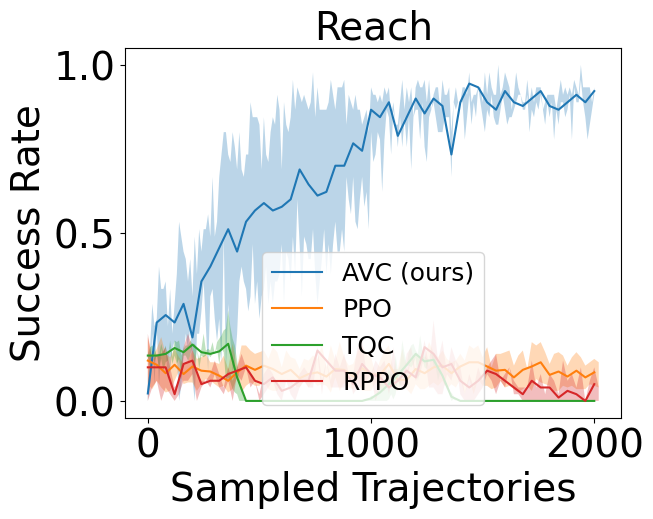 Reach
Success Rate
1.0
0.5
0.0
AVC (ours)
PPO
TQC
RPPO
0
1000
2000
Sampled Trajectories